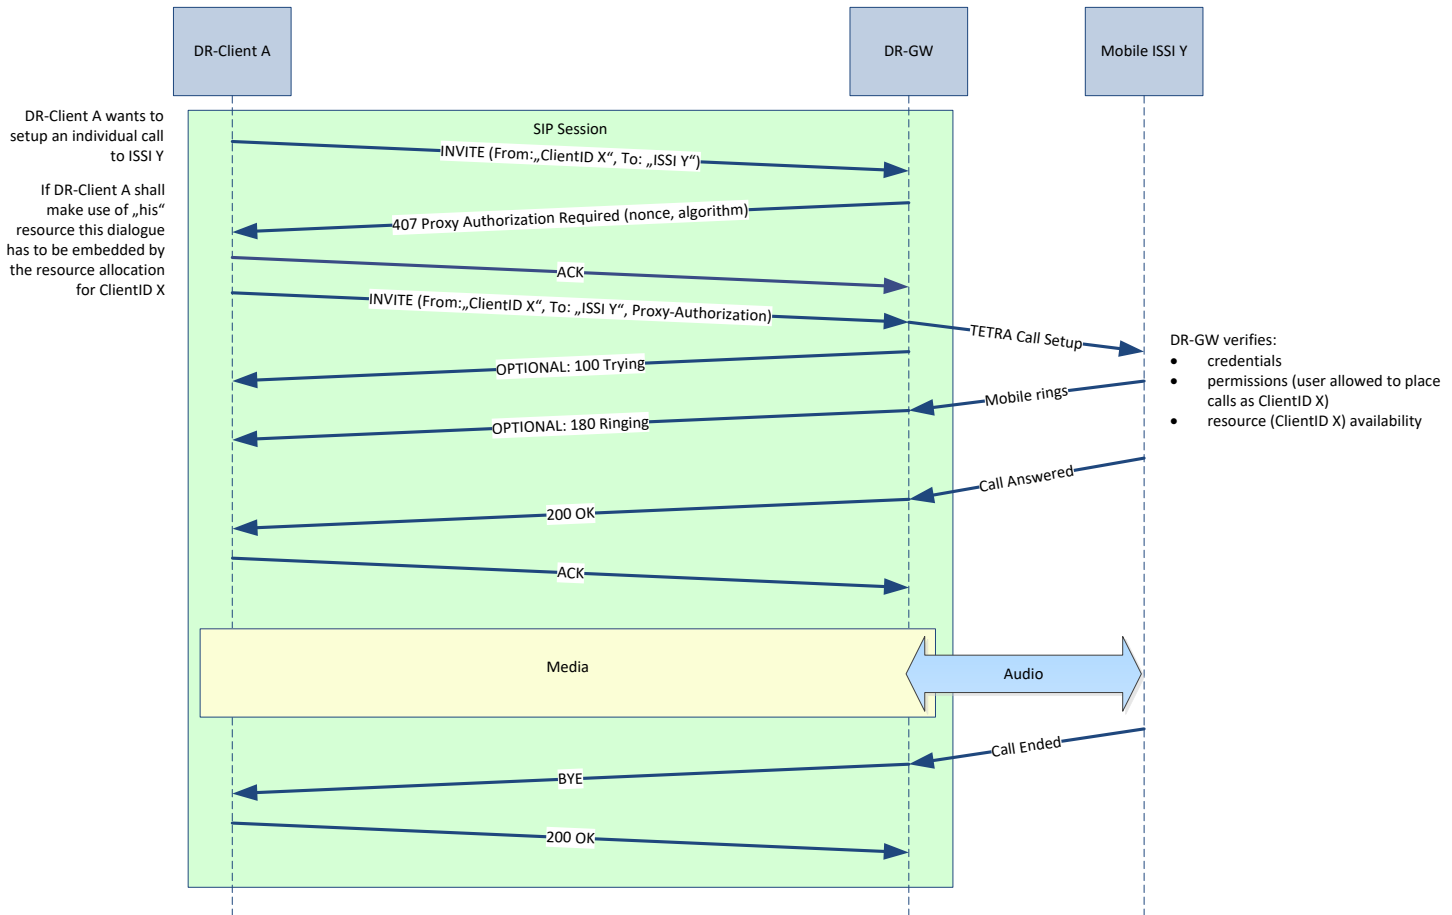 DR-Client A
DR-GW
Mobile ISSI Y
DR-Client A wants to
setup an individual call
to ISSI Y
SIP Session
INVITE (From:„ClientID X“, To: „ISSI Y“)
If DR-Client A shall
make use of „his“
resource this dialogue
has to be embedded by
the resource allocation
for ClientID X
407 Proxy Authorization Required (nonce, algorithm)
ACK
INVITE (From:„ClientID X“, To: „ISSI Y“, Proxy-Authorization)
TETRA Call Setup
DR-GW verifies:
• credentials
• permissions (user allowed to place
calls as ClientID X)
• resource (ClientID X) availability
OPTIONAL: 100 Trying
Mobile rings
OPTIONAL: 180 Ringing
Call Answered
200 OK
ACK
Media
Audio
Call Ended
BYE
200 OK